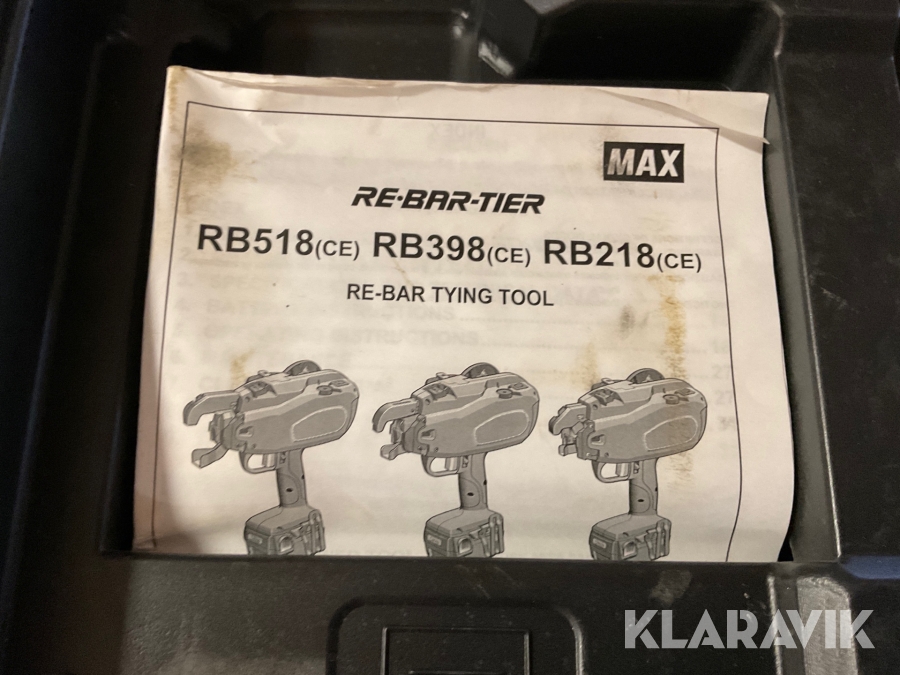 MAX
RE-BAR-TIER
RB518(CE) RB398(CE) RB218(CE)
RE-BAR TYING TOOL
KLARAVIK